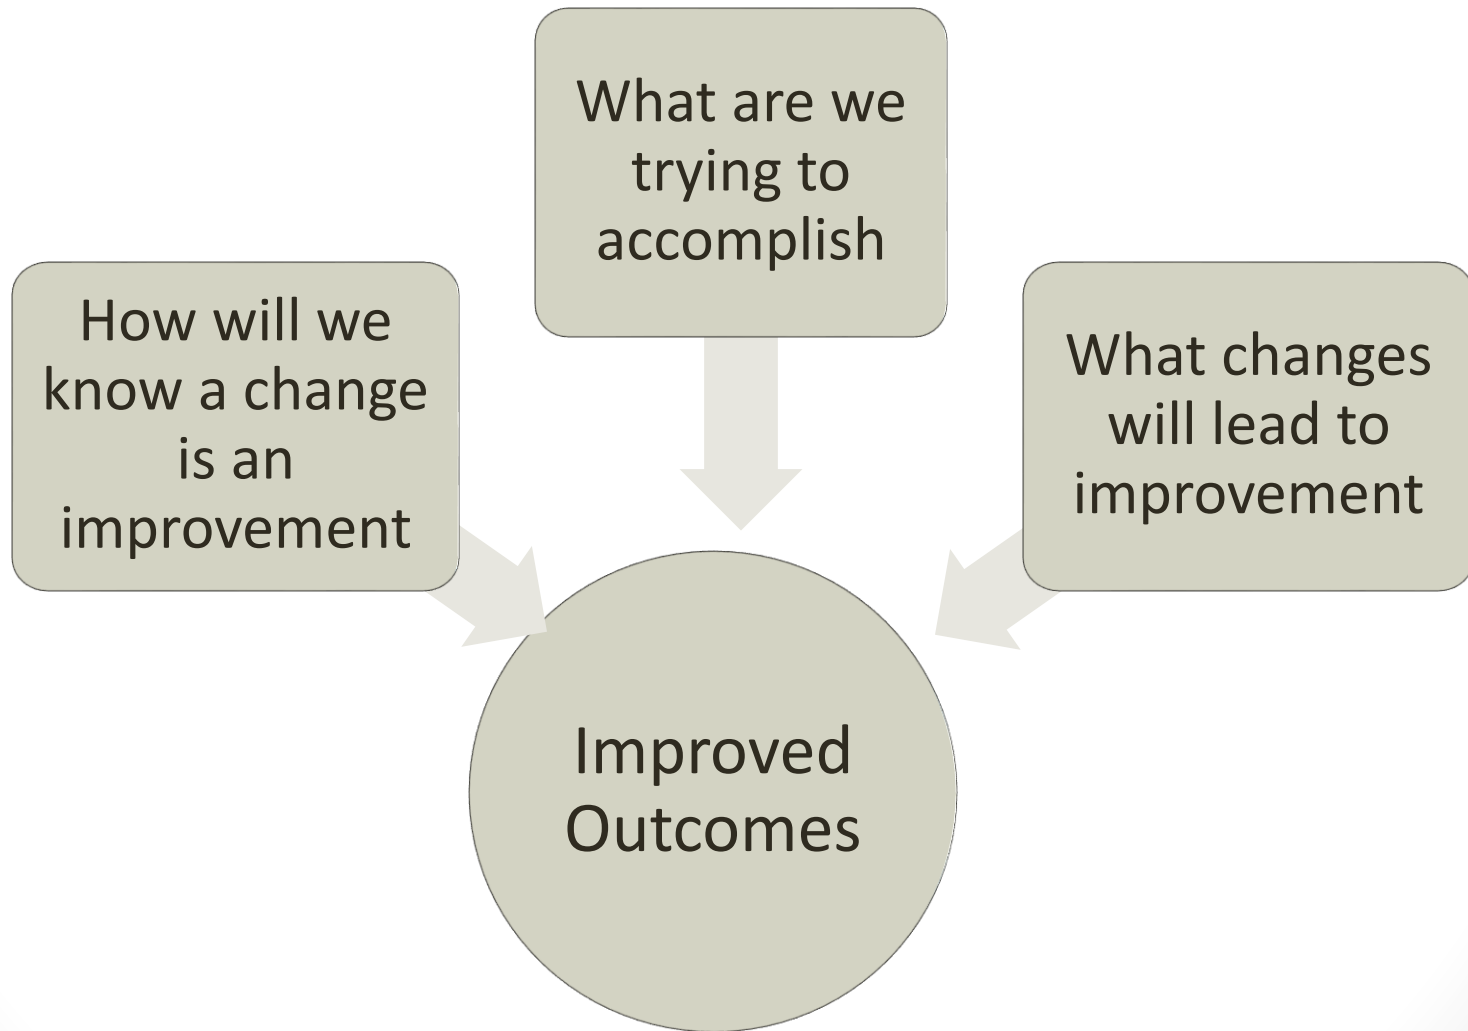 What are we
trying to
accomplish
How will we
know a change
is an
improvement
What changes
will lead to
improvement
Improved
Outcomes